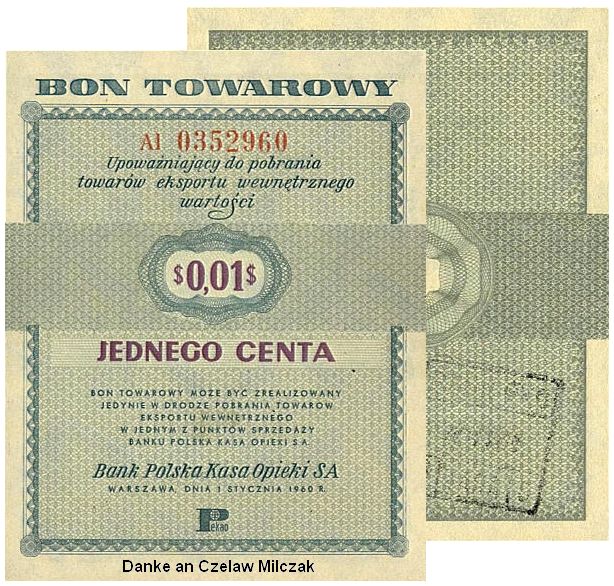 BON TOWAROWY
AI 0352960
Upoważniający do pobrania
towarów eksportu wewnętrznego
wartości
$0,01$
JEDNEGO CENTA
BON TOWAROWY MOŻE BYĆ ZREALIZOWANY
JEDYNIE W DRODZE POBRANIA TOWARÓW
EKSPORTU WEWNĘTRZNEGO
W JEDNYM Z PUNKTÓW SPRZEDAŻY
BANKU POLSKA KASA OPIEKI S A
Bank Polska Kasa Opieki SA
WARSZAWA, DNIA 1 STYCZNIA 1960 R.
Pekao
Danke an Czelaw Milczak